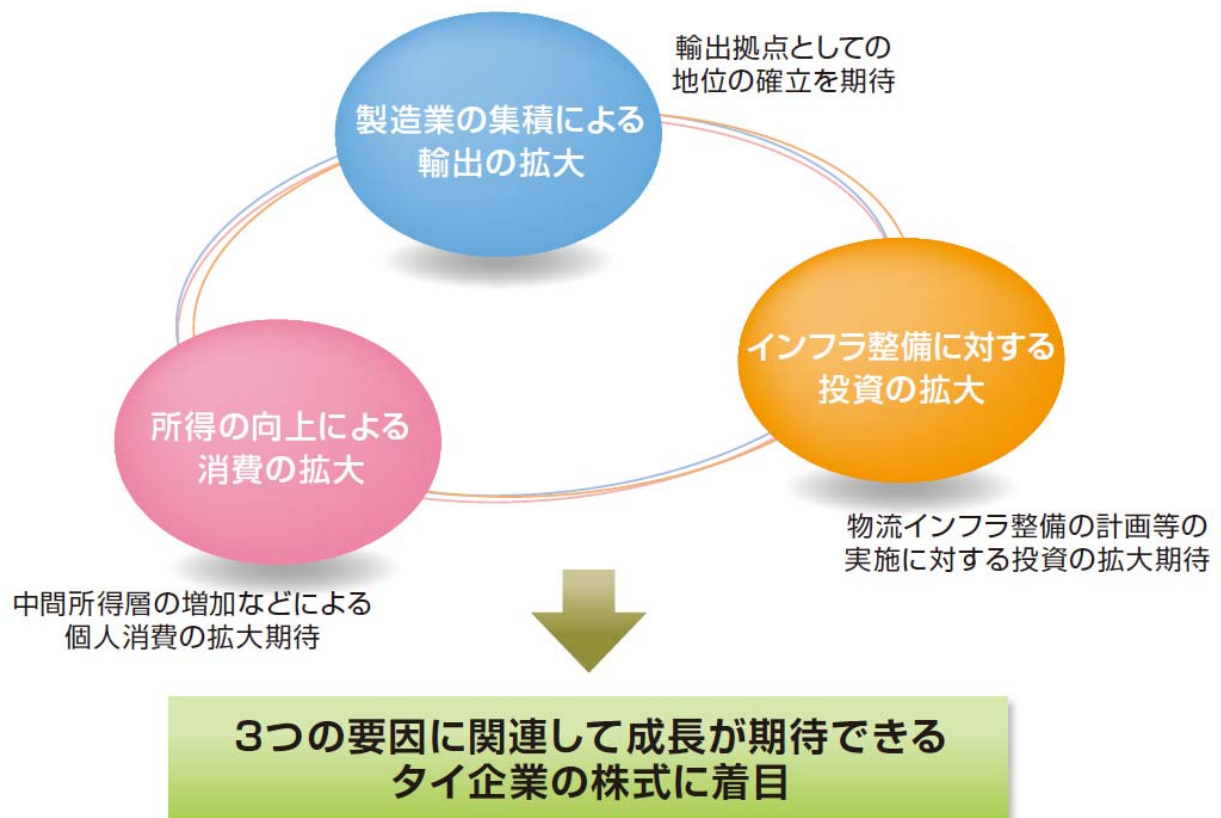 輸出拠点としての
地位の確立を期待
製造業の集積による
輸出の拡大
インフラ整備に対する
投資の拡大
物流インフラ整備の計画等の
実施に対する投資の拡大期待
所得の向上による
消費の拡大
中間所得層の増加などによる
個人消費の拡大期待
3つの要因に関連して成長が期待できる
タイ企業の株式に着目